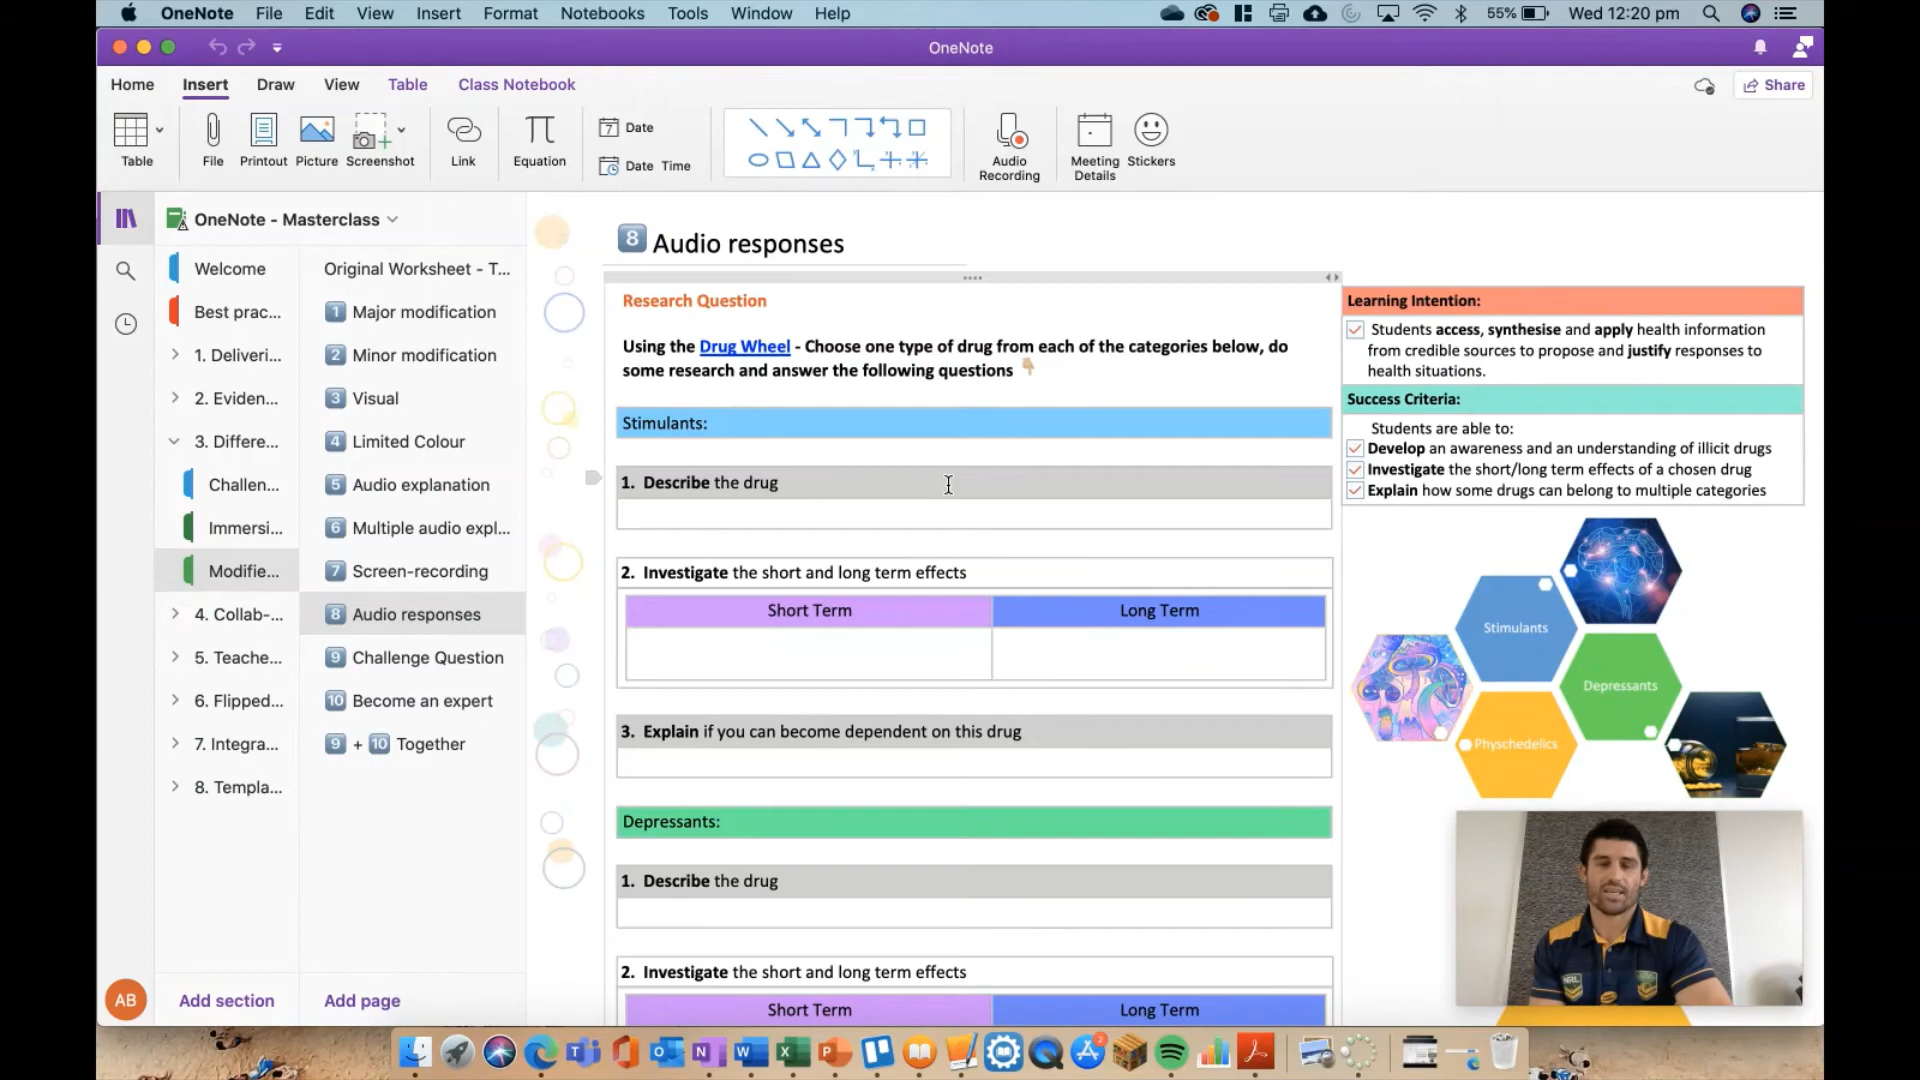 OneNote File Edit View Insert Format Notebooks Tools Window Help
55% Wed 12:20 pm
OneNote
Home Insert Draw View Table Class Notebook
Share
Table
File
Printout
Picture
Screenshot
Link
Equation
Date
Date Time
Audio
Recording
Meeting
Details
Stickers
OneNote - Masterclass
Welcome
Best prac...
1. Deliveri...
2. Eviden...
3. Differe...
Challen...
Immersi...
Modifie...
4. Collab-...
5. Teache...
6. Flipped...
7. Integra...
8. Templa...
Add section
AB
Original Worksheet - T...
1 Major modification
2 Minor modification
3 Visual
4 Limited Colour
5 Audio explanation
6 Multiple audio expl...
7 Screen-recording
8 Audio responses
9 Challenge Question
10 Become an expert
9 + 10 Together
Add page
8 Audio responses
Research Question
Using the Drug Wheel - Choose one type of drug from each of the categories below, do
some research and answer the following questions
Stimulants:
1. Describe the drug
2. Investigate the short and long term effects
Short Term Long Term
3. Explain if you can become dependent on this drug
Depressants:
1. Describe the drug
2. Investigate the short and long term effects
Short Term Long Term
Learning Intention:
Students access, synthesise and apply health information
from credible sources to propose and justify responses to
health situations.
Success Criteria:
Students are able to:
Develop an awareness and an understanding of illicit drugs
Investigate the short/long term effects of a chosen drug
Explain how some drugs can belong to multiple categories
Stimulants
Depressants
Physchedelics
NRL